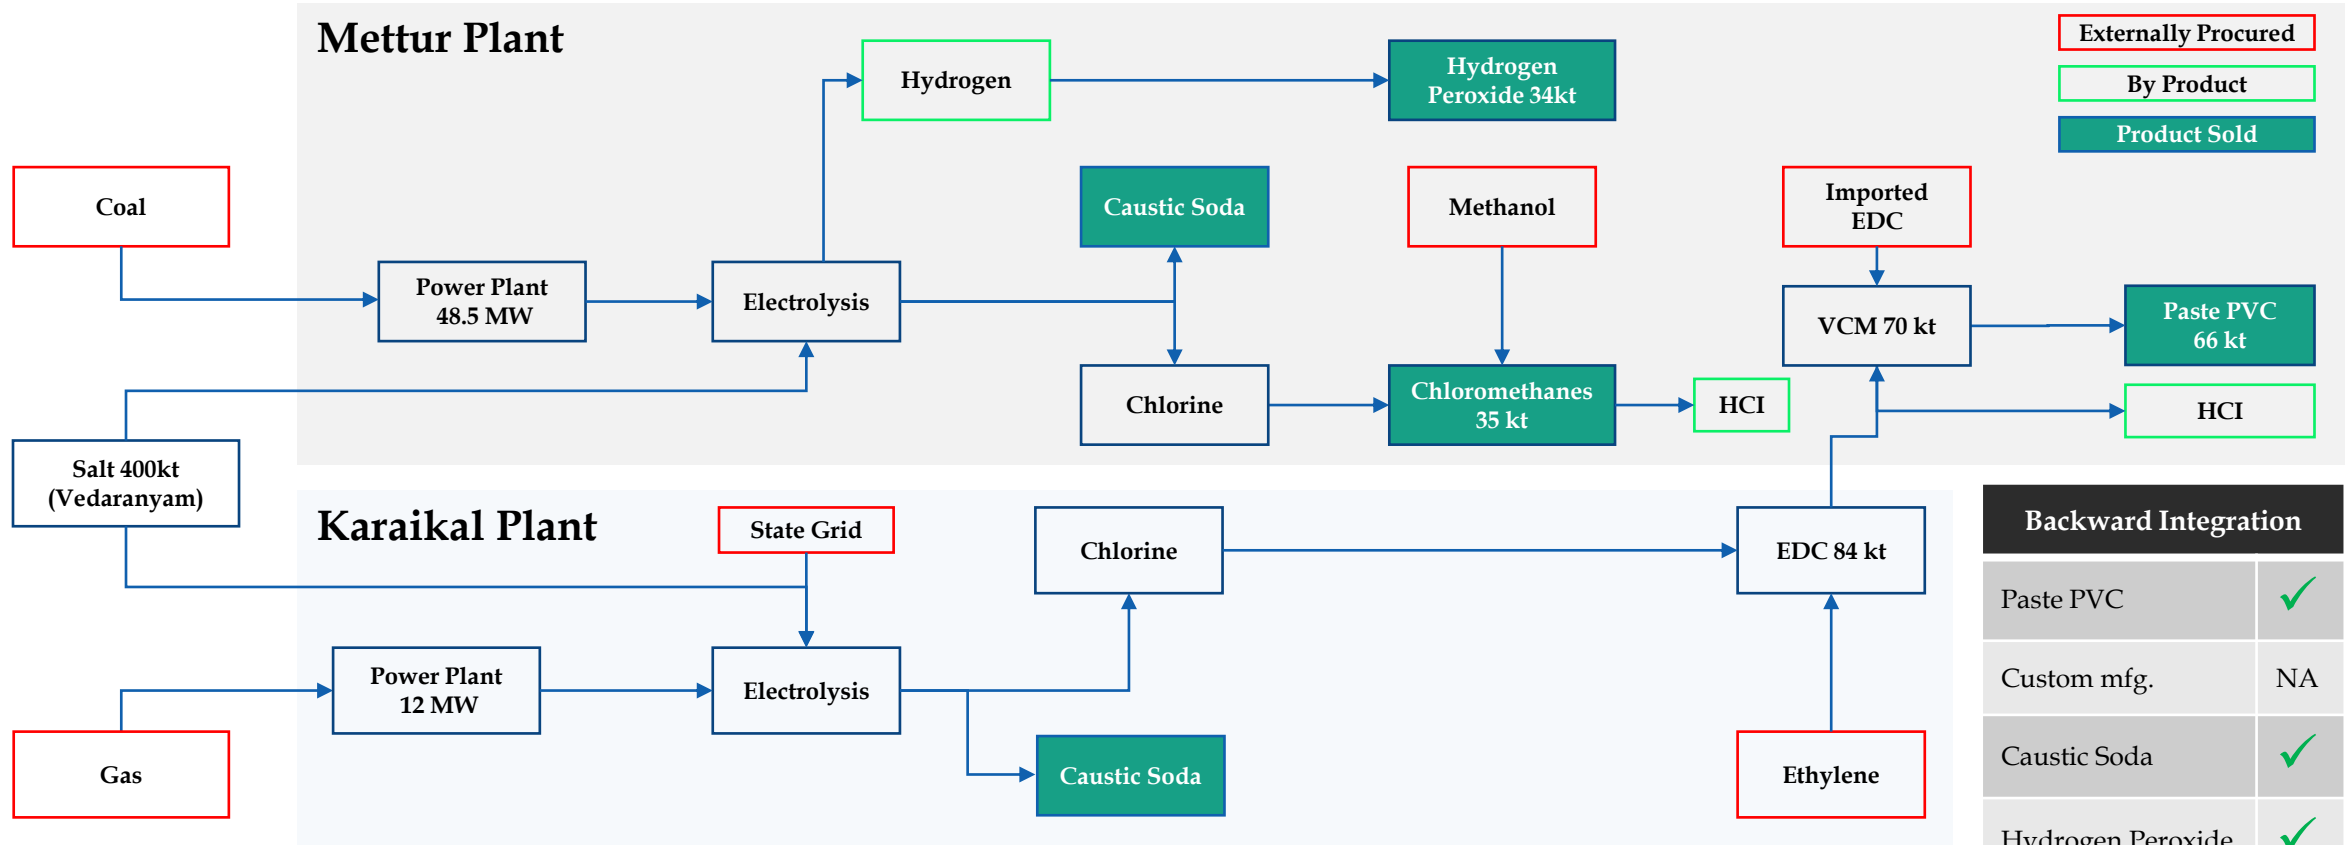 Mettur Plant
Externally Procured
By Product
Product Sold
Hydrogen
Hydrogen
Peroxide 34kt
Coal
Caustic Soda
Methanol
Imported
EDC
Power Plant
48.5 MW
Electrolysis
VCM 70 kt
Paste PVC
66 kt
Chlorine
Chloromethanes
35 kt
HCI
HCI
Salt 400kt
(Vedaranyam)
Karaikal Plant
State Grid
Chlorine
EDC 84 kt
Power Plant
12 MW
Electrolysis
Gas
Caustic Soda
Ethylene
Backward Integration
Paste PVC ✓
Custom mfg. NA
Caustic Soda ✓
Hydrogen Peroxide ✓